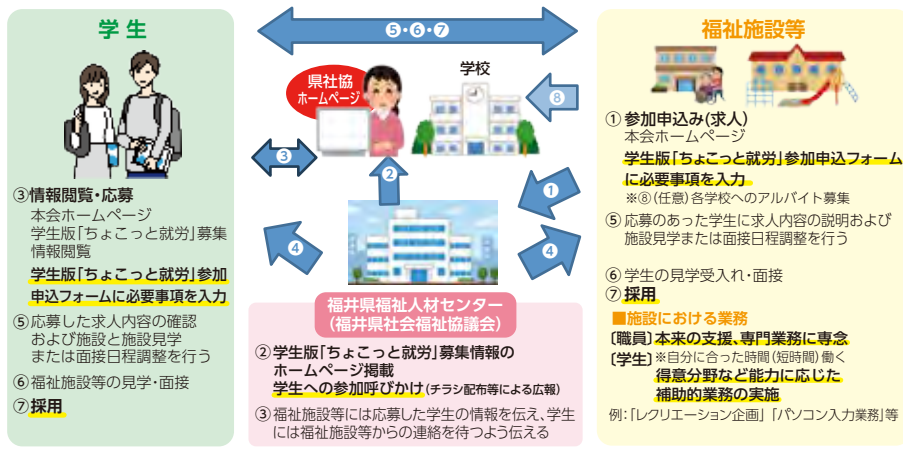 学 生
③情報閲覧・応募
本会ホームページ
学生版「ちょこっと就労」募集
情報閲覧
学生版「ちょこっと就労」参加
申込フォームに必要事項を入力
⑤応募した求人内容の確認
および施設と施設見学
または面接日程調整を行う
⑥福祉施設等の見学・面接
⑦採用
❺・❻・❼
県社協
ホームページ
学校
❽
❸
❷
❶
❹
❹
福井県福祉人材センター
（福井県社会福祉協議会）
②学生版「ちょこっと就労」募集情報の
ホームページ掲載
学生への参加呼びかけ（チラシ配布等による広報）
③福祉施設等には応募した学生の情報を伝え、学生
には福祉施設等からの連絡を待つよう伝える
福祉施設等
①参加申込み(求人)
本会ホームページ
学生版「ちょこっと就労」参加申込フォーム
に必要事項を入力
※⑧(任意)各学校へのアルバイト募集
⑤応募のあった学生に求人内容の説明および
施設見学または面接日程調整を行う
⑥学生の見学受入れ・面接
⑦採用
■施設における業務
〔職員〕本来の支援、専門業務に専念
〔学生〕※自分に合った時間(短時間)働く
得意分野など能力に応じた
補助的業務の実施
例：「レクリエーション企画」「パソコン入力業務」等